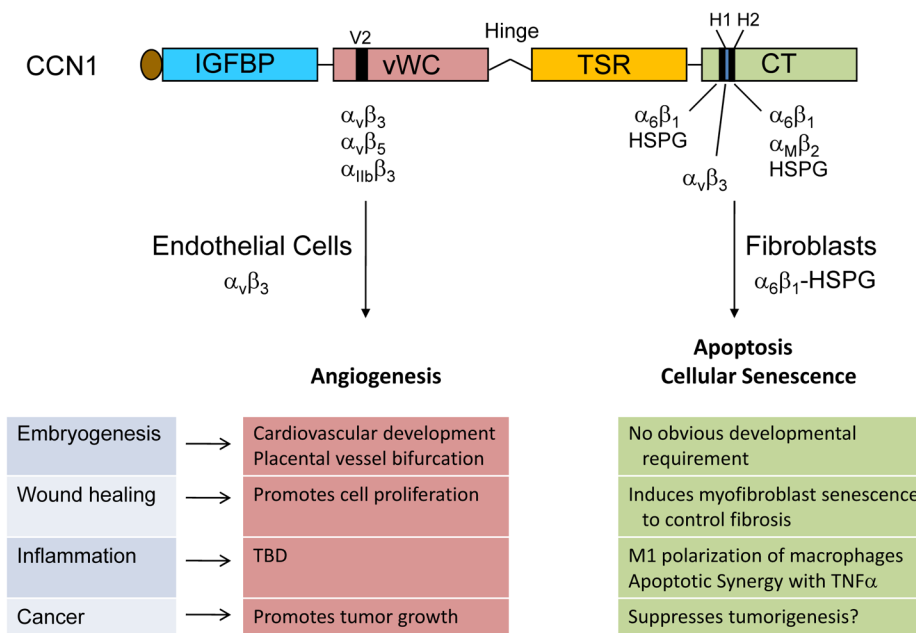 H1 H2
V2
Hinge
CCN1
IGFBP
vWC
TSR
CT
αvβ3
αvβ5
αIIbβ3
α6β1
HSPG
αvβ3
α6β1
αMβ2
HSPG
Endothelial Cells
αvβ3
Fibroblasts
α6β1-HSPG
Angiogenesis
Apoptosis
Cellular Senescence
Embryogenesis
Cardiovascular development
Placental vessel bifurcation
No obvious developmental
requirement
Wound healing
Promotes cell proliferation
Induces myofibroblast senescence
to control fibrosis
Inflammation
TBD
M1 polarization of macrophages
Apoptotic Synergy with TNFα
Cancer
Promotes tumor growth
Suppresses tumorigenesis?